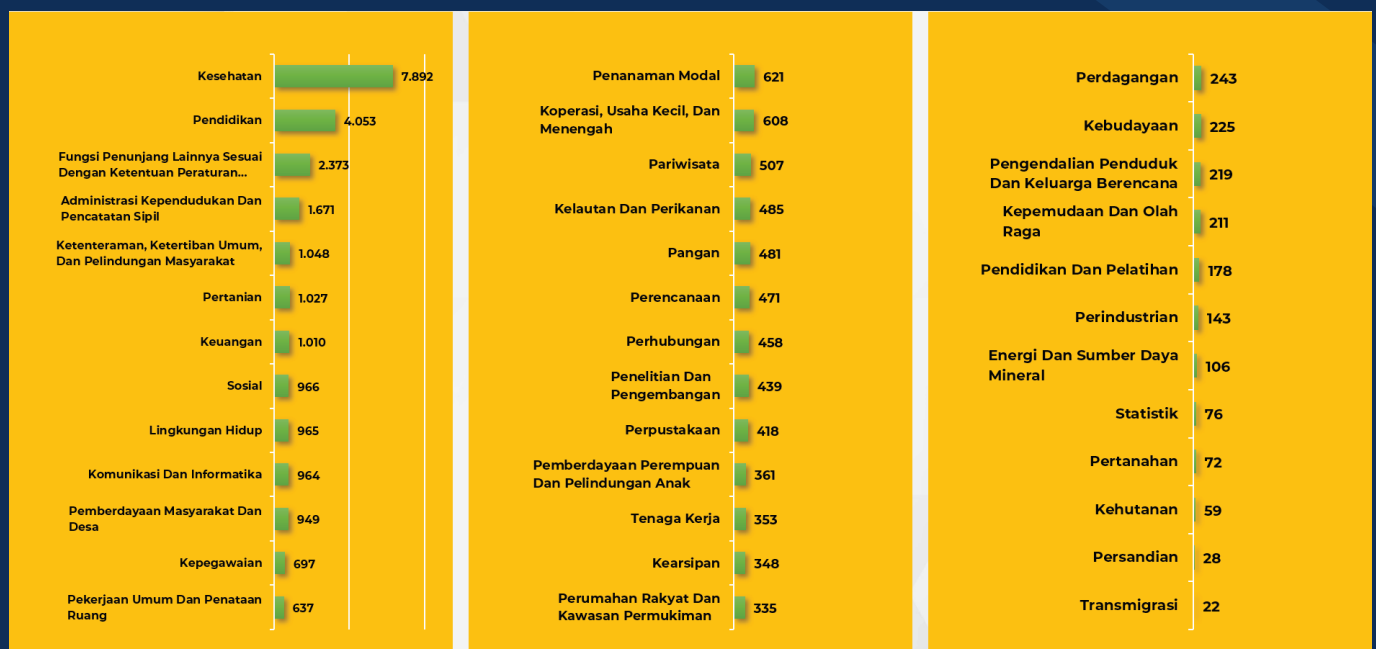 Kesehatan 7.892
Pendidikan 4.053
Fungsi Penunjang Lainnya Sesuai
Dengan Ketentuan Peraturan... 2.373
Administrasi Kependudukan Dan
Pencatatan Sipil 1.671
Ketenteraman, Ketertiban Umum,
Dan Pelindungan Masyarakat 1.048
Pertanian 1.027
Keuangan 1.010
Sosial 966
Lingkungan Hidup 965
Komunikasi Dan Informatika 964
Pemberdayaan Masyarakat Dan
Desa 949
Kepegawaian 697
Pekerjaan Umum Dan Penataan
Ruang 637
Penanaman Modal 621
Koperasi, Usaha Kecil, Dan
Menengah 608
Pariwisata 507
Kelautan Dan Perikanan 485
Pangan 481
Perencanaan 471
Perhubungan 458
Penelitian Dan
Pengembangan 439
Perpustakaan 418
Pemberdayaan Perempuan
Dan Pelindungan Anak 361
Tenaga Kerja 353
Kearsipan 348
Perumahan Rakyat Dan
Kawasan Permukiman 335
Perdagangan 243
Kebudayaan 225
Pengendalian Penduduk
Dan Keluarga Berencana 219
Kepemudaan Dan Olah
Raga 211
Pendidikan Dan Pelatihan 178
Perindustrian 143
Energi Dan Sumber Daya
Mineral 106
Statistik 76
Pertanahan 72
Kehutanan 59
Persandian 28
Transmigrasi 22